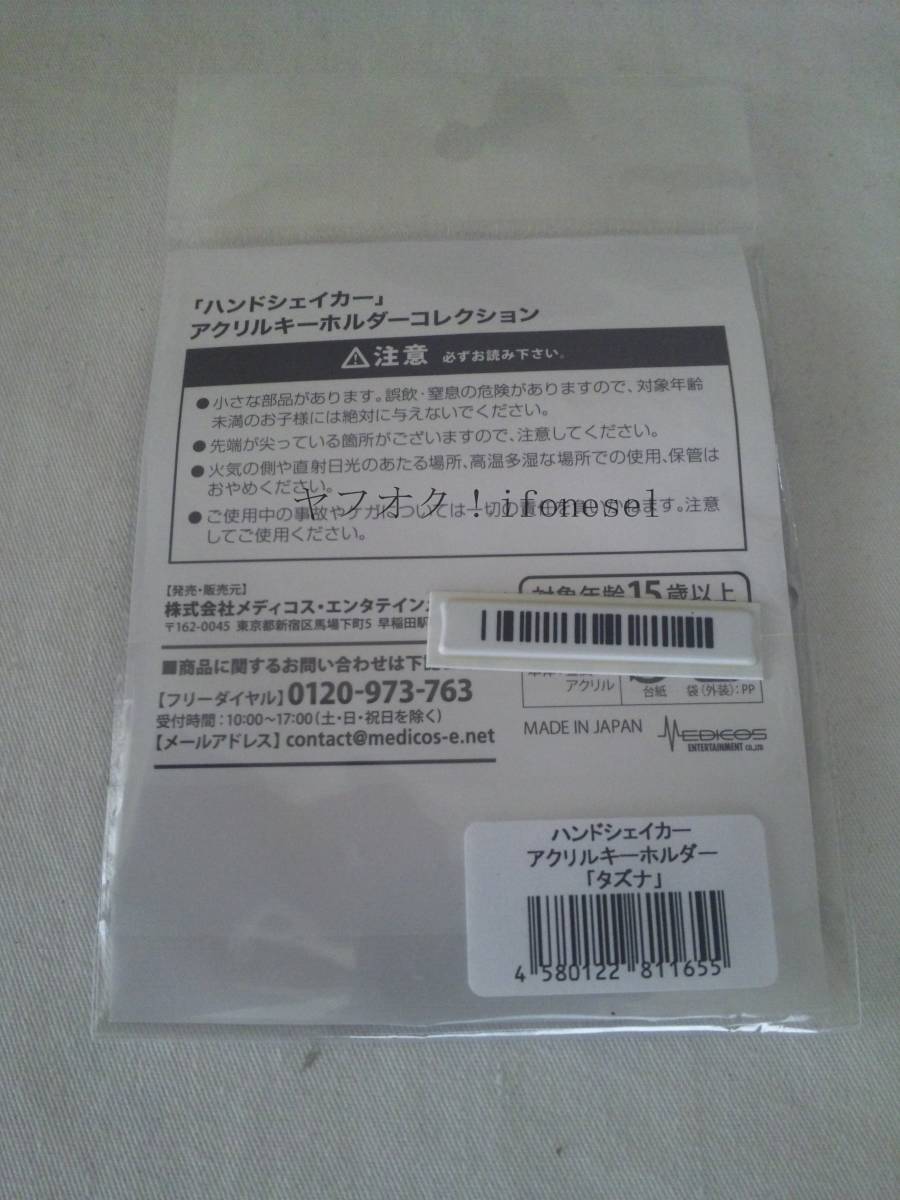 「ハンドシェイカー」
アクリルキーホルダーコレクション
⚠注意 必ずお読み下さい。
●小さな部品があります。誤飲・窒息の危険がありますので、対象年齢
未満のお子様には絶対に与えないでください。
●先端が尖っている箇所がございますので、注意してください。
●火気の側や直射日光のあたる場所、高温多湿な場所での使用、保管は
おやめください。
ヤフオク！ifonesel
●ご使用中の事故やケガについては一切の責任を負いかねます。注意
してご使用ください。
【発売・販売元】
株式会社メディコス・エンタテイン
〒162-0045 東京都新宿区馬場下町5 早稲田駅
■商品に関するお問い合わせは下記
【フリーダイヤル】0120-973-763
受付時間：10:00〜17:00（土・日・祝日を除く）
【メールアドレス】contact@medicos-e.net
対象年齢15歳以上
アクリル
台紙
袋（外装）：PP
MADE IN JAPAN
MEDICOS
ENTERTAINMENT CO.,LTD
ハンドシェイカー
アクリルキーホルダー
「タズナ」
4 580122 811655